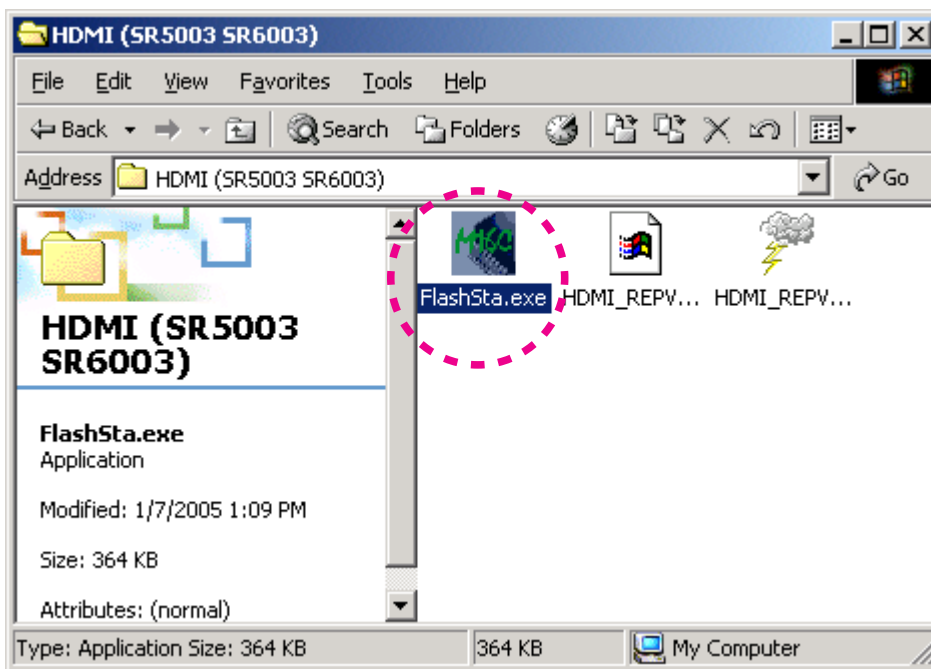 HDMI (SR5003 SR6003)
File Edit View Favorites Tools Help
Back Search Folders
Address HDMI (SR5003 SR6003) Go
M16C
FlashSta.exe HDMI_REPV... HDMI_REPV...
HDMI (SR5003
SR6003)
FlashSta.exe
Application
Modified: 1/7/2005 1:09 PM
Size: 364 KB
Attributes: (normal)
Type: Application Size: 364 KB 364 KB My Computer